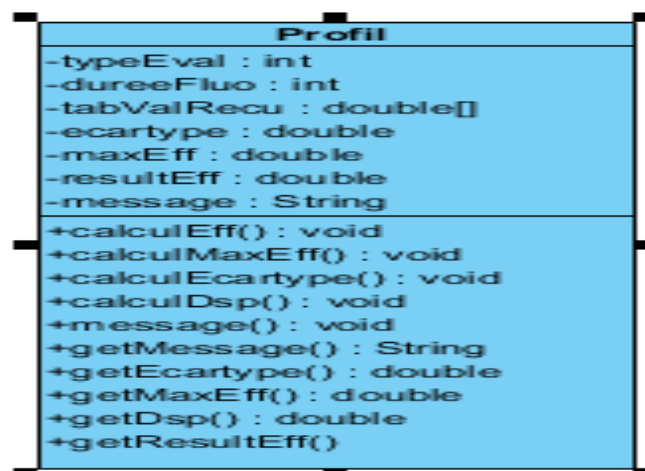 Profil
-typeEval : int
-dureeFluo : int
-tabValRecu : double[]
-ecartype : double
-maxEff : double
-resultEff : double
-message : String
+calculEff() : void
+calculMaxEff() : void
+calculEcartype() : void
+calculDsp() : void
+message() : void
+getMessage() : String
+getEcartype() : double
+getMaxEff() : double
+getDsp() : double
+getResultEff()